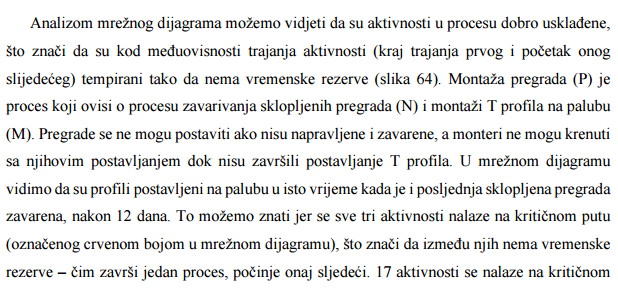 Analizom mrežnog dijagrama možemo vidjeti da su aktivnosti u procesu dobro usklađene,
što znači da su kod međuovisnosti trajanja aktivnosti (kraj trajanja prvog i početak onog
slijedećeg) tempirani tako da nema vremenske rezerve (slika 64). Montaža pregrada (P) je
proces koji ovisi o procesu zavarivanja sklopljenih pregrada (N) i montaži T profila na palubu
(M). Pregrade se ne mogu postaviti ako nisu napravljene i zavarene, a monteri ne mogu krenuti
sa njihovim postavljanjem dok nisu završili postavljanje T profila. U mrežnom dijagramu
vidimo da su profili postavljeni na palubu u isto vrijeme kada je i posljednja sklopljena pregrada
zavarena, nakon 12 dana. To možemo znati jer se sve tri aktivnosti nalaze na kritičnom putu
(označenog crvenom bojom u mrežnom dijagramu), što znači da između njih nema vremenske
rezerve – čim završi jedan proces, počinje onaj sljedeći. 17 aktivnosti se nalaze na kritičnom